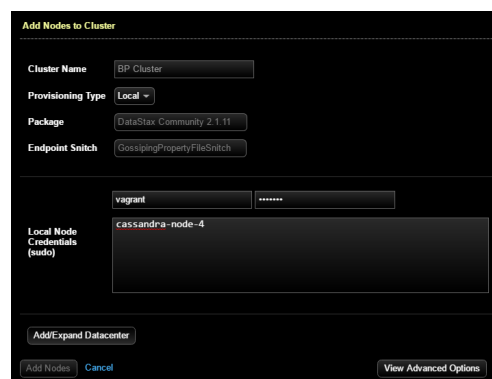 Add Nodes to Cluster
Cluster Name BP Cluster
Provisioning Type Local
Package DataStax Community 2.1.11
Endpoint Snitch GossipingPropertyFileSnitch
vagrant •••••••
Local Node Credentials (sudo)
cassandra-node-4
Add/Expand Datacenter
Add Nodes Cancel View Advanced Options